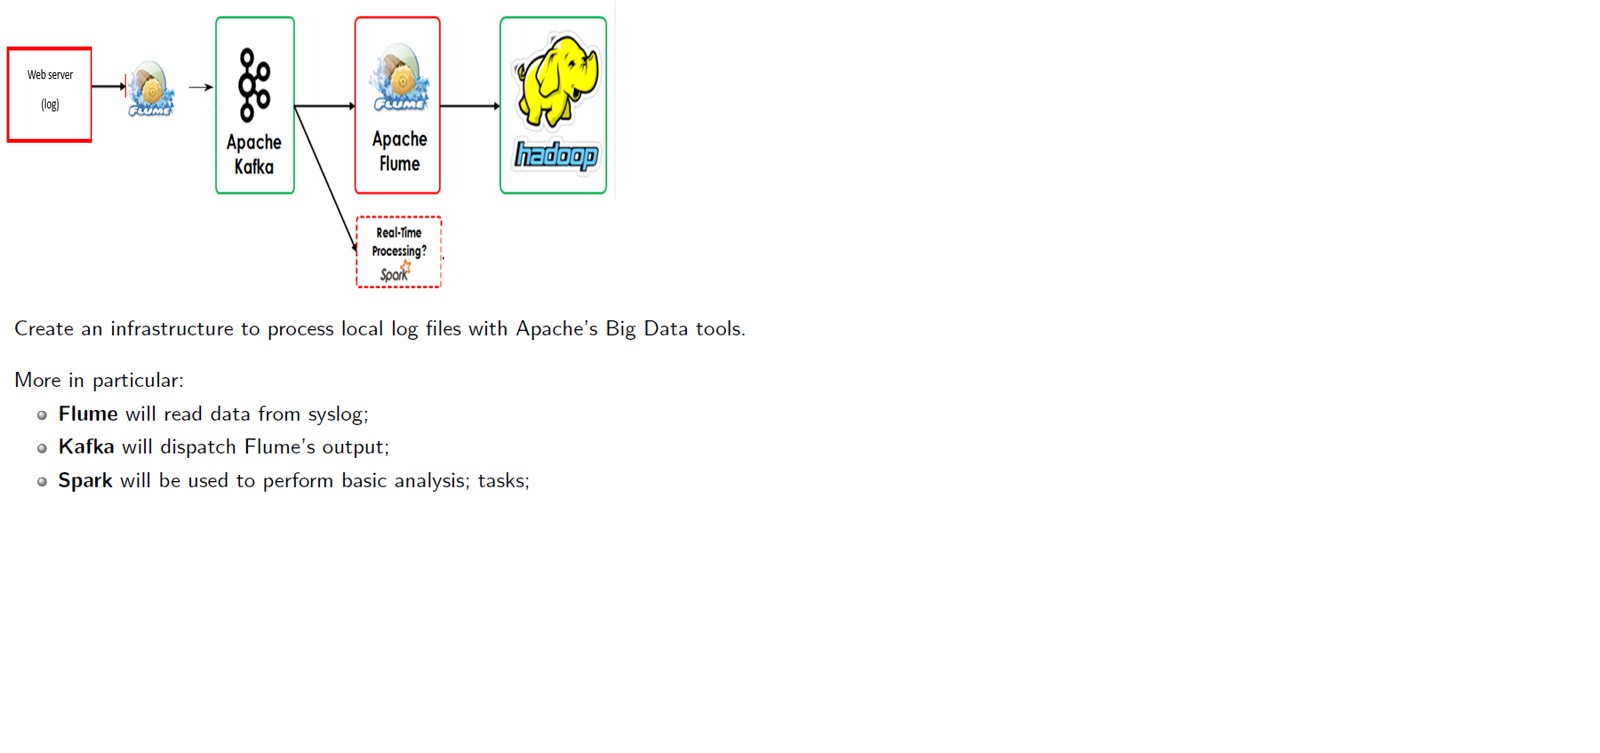 Web server
(log)
FLUME
Apache
Kafka
FLUME
Apache
Flume
hadoop
Real-Time
Processing?
Spark
Create an infrastructure to process local log files with Apache's Big Data tools.
More in particular:
Flume will read data from syslog;
Kafka will dispatch Flume's output;
Spark will be used to perform basic analysis; tasks;